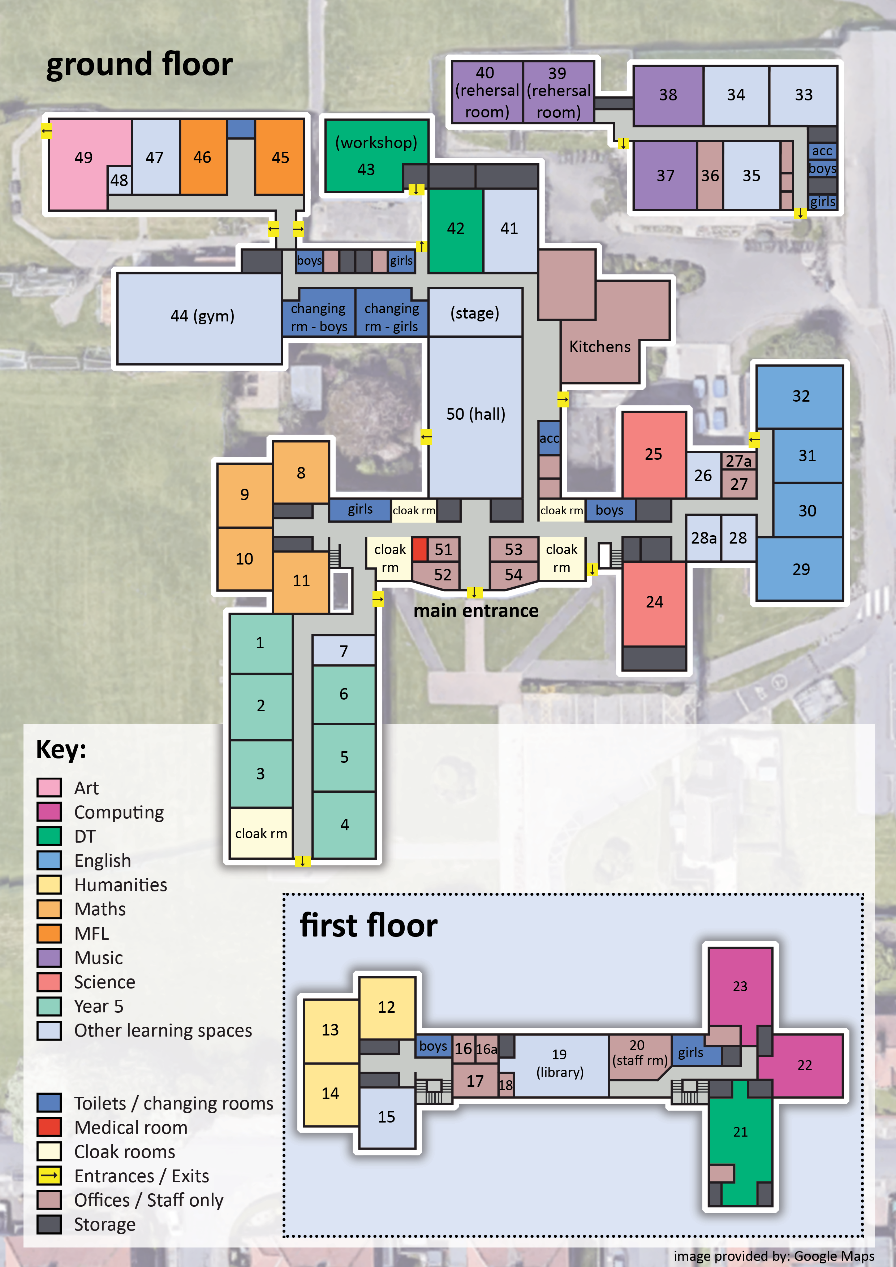 ground floor
40
(rehersal
room)
39
(rehersal
room)
38
34
33
acc
boys
girls
37
36
35
49
48
47
46
45
(workshop)
43
42
41
boys
girls
44 (gym)
changing
rm - boys
changing
rm - girls
(stage)
Kitchens
50 (hall)
acc
32
31
30
29
25
26
27a
27
28a
28
24
9
8
10
11
girls
cloak rm
cloak rm
boys
cloak
rm
51
52
53
54
cloak
rm
main entrance
1
2
3
cloak rm
7
6
5
4
Key:
Art
Computing
DT
English
Humanities
Maths
MFL
Music
Science
Year 5
Other learning spaces
Toilets / changing rooms
Medical room
Cloak rooms
Entrances / Exits
Offices / Staff only
Storage
first floor
12
13
14
15
boys
16
16a
17
18
19
(library)
20
(staff rm)
girls
23
22
21
image provided by: Google Maps